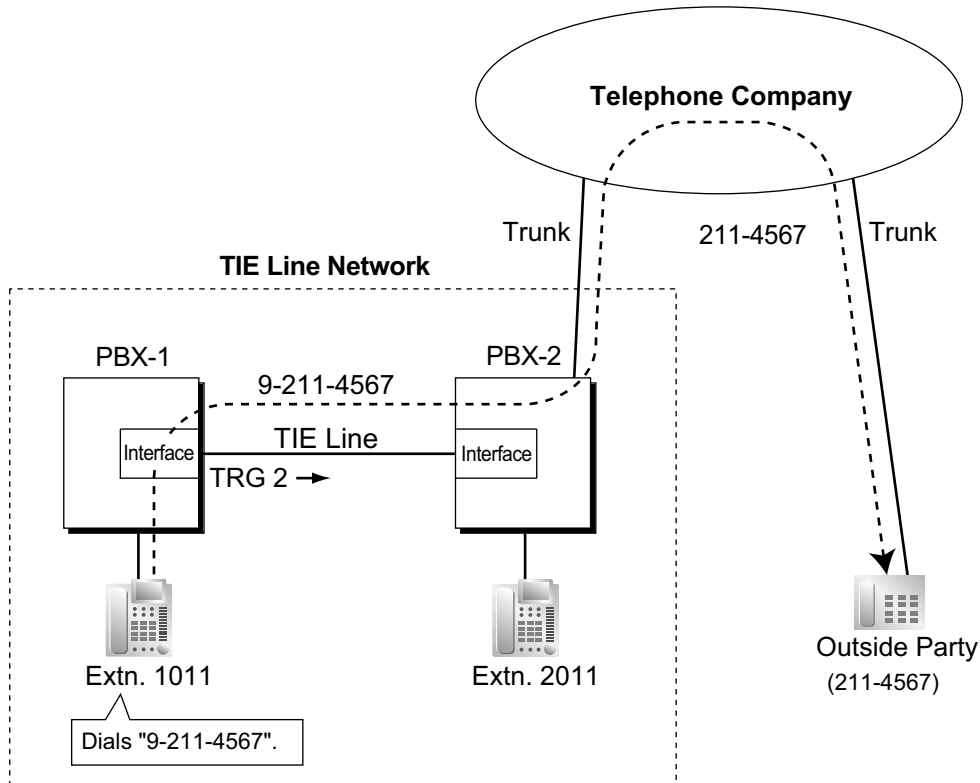 Telephone Company
Trunk
211-4567
Trunk
TIE Line Network
PBX-1
PBX-2
9-211-4567
TIE Line
Interface
Interface
TRG 2 →
Extn. 1011
Extn. 2011
Outside Party
(211-4567)
Dials "9-211-4567".